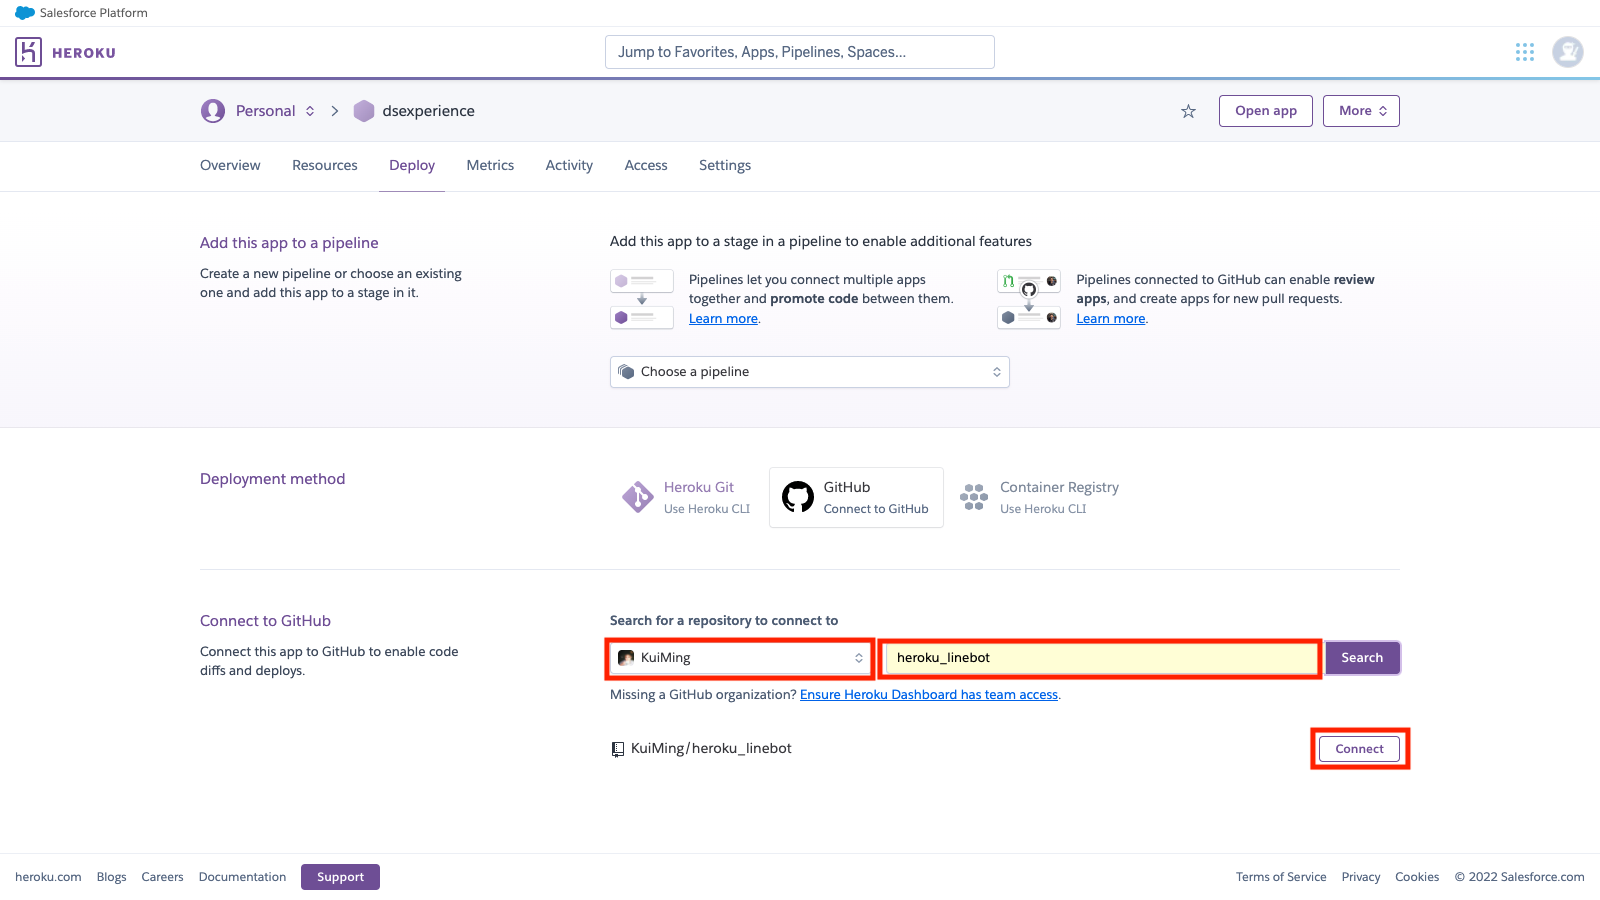 Salesforce Platform
HEROKU
Jump to Favorites, Apps, Pipelines, Spaces...
Personal
dsexperience
Open app
More
Overview
Resources
Deploy
Metrics
Activity
Access
Settings
Add this app to a pipeline
Create a new pipeline or choose an existing
one and add this app to a stage in it.
Add this app to a stage in a pipeline to enable additional features
Pipelines let you connect multiple apps
together and promote code between them.
Learn more.
Pipelines connected to GitHub can enable review
apps, and create apps for new pull requests.
Learn more.
Choose a pipeline
Deployment method
Heroku Git
Use Heroku CLI
GitHub
Connect to GitHub
Container Registry
Use Heroku CLI
Connect to GitHub
Connect this app to GitHub to enable code
diffs and deploys.
Search for a repository to connect to
KuiMing
heroku_linebot
Search
Missing a GitHub organization? Ensure Heroku Dashboard has team access.
KuiMing/heroku_linebot
Connect
heroku.com
Blogs
Careers
Documentation
Support
Terms of Service
Privacy
Cookies
© 2022 Salesforce.com